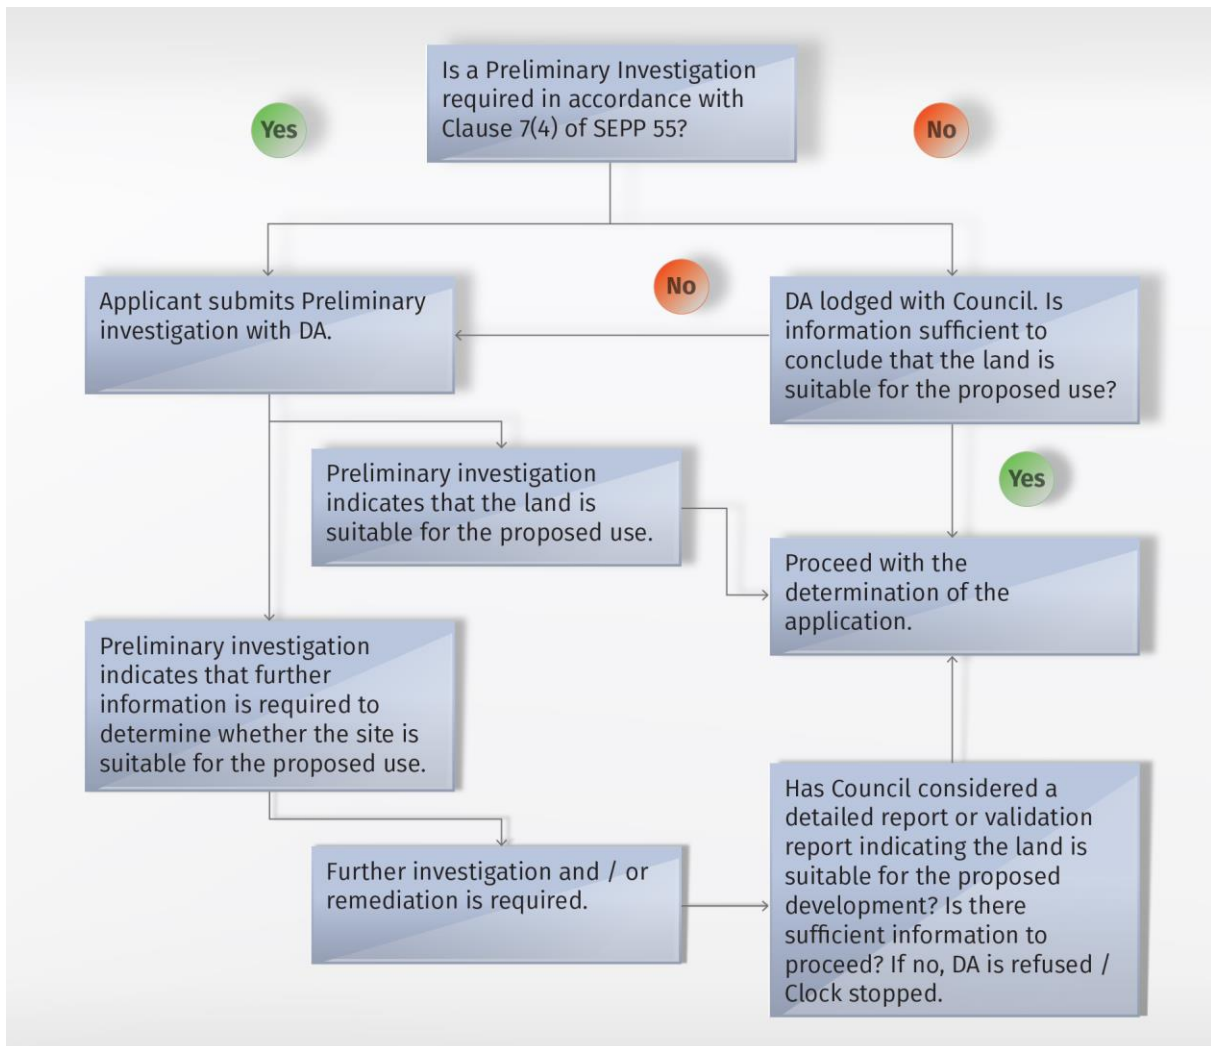 Is a Preliminary Investigation
required in accordance with
Clause 7(4) of SEPP 55?
Yes
No
Applicant submits Preliminary
investigation with DA.
No
DA lodged with Council. Is
information sufficient to
conclude that the land is
suitable for the proposed use?
Preliminary investigation
indicates that the land is
suitable for the proposed use.
Yes
Proceed with the
determination of the
application.
Preliminary investigation
indicates that further
information is required to
determine whether the site is
suitable for the proposed use.
Further investigation and / or
remediation is required.
Has Council considered a
detailed report or validation
report indicating the land is
suitable for the proposed
development? Is there
sufficient information to
proceed? If no, DA is refused /
Clock stopped.